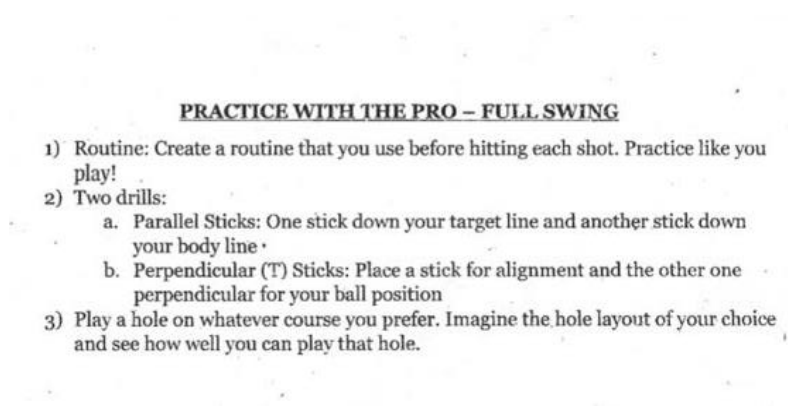 PRACTICE WITH THE PRO – FULL SWING
1) Routine: Create a routine that you use before hitting each shot. Practice like you
play!
2) Two drills:
a. Parallel Sticks: One stick down your target line and another stick down
your body line
b. Perpendicular (T) Sticks: Place a stick for alignment and the other one
perpendicular for your ball position
3) Play a hole on whatever course you prefer. Imagine the hole layout of your choice
and see how well you can play that hole.